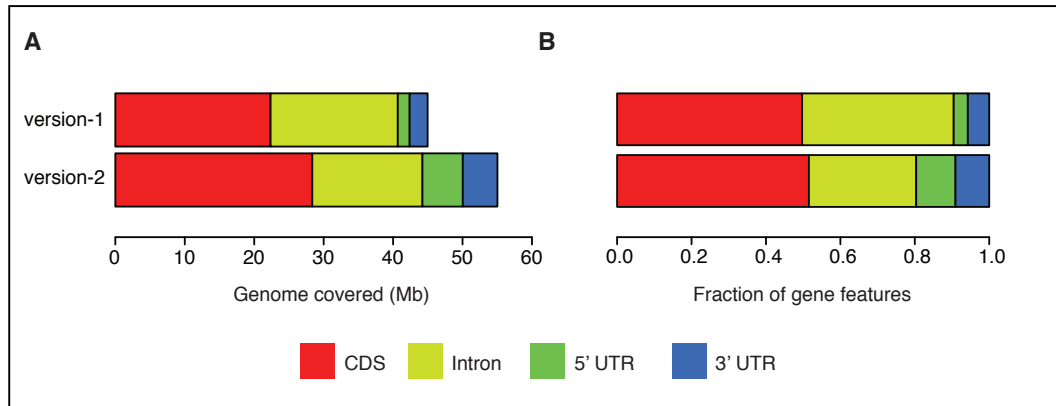 A B
version-1
version-2
0 10 20 30 40 50 60 0.0 0.2 0.4 0.6 0.8 1.0
Genome covered (Mb) Fraction of gene features
CDS Intron 5’ UTR 3’ UTR